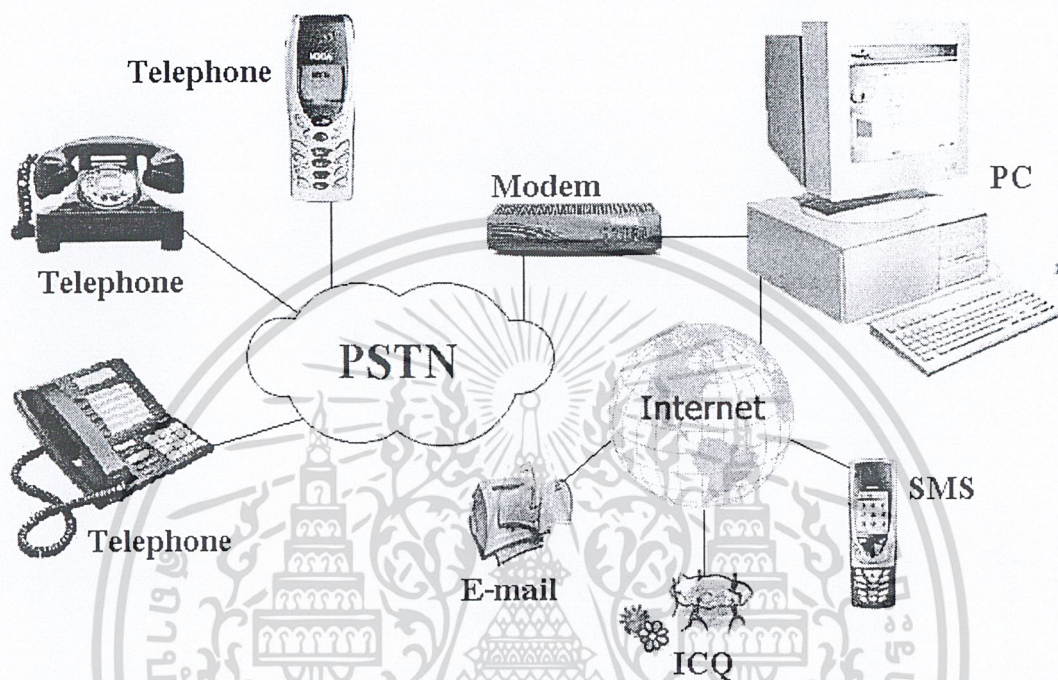 Telephone
Telephone
Telephone
Modem
PC
PSTN
Internet
SMS
E-mail
ICQ